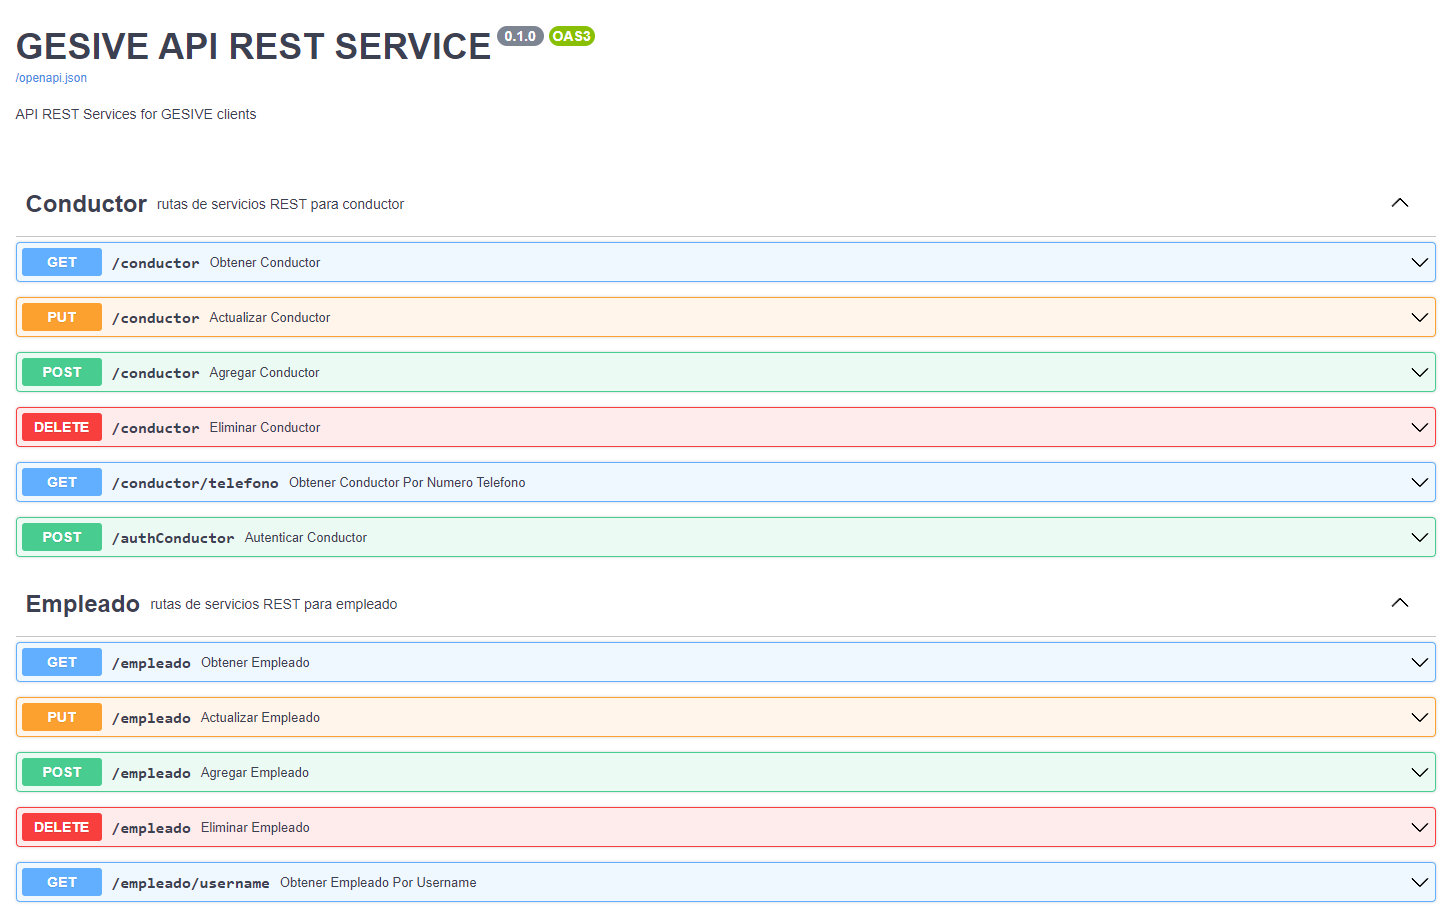 GESIVE API REST SERVICE 0.1.0 OAS3
/openapi.json
API REST Services for GESIVE clients
Conductor rutas de servicios REST para conductor
GET /conductor Obtener Conductor
PUT /conductor Actualizar Conductor
POST /conductor Agregar Conductor
DELETE /conductor Eliminar Conductor
GET /conductor/telefono Obtener Conductor Por Numero Telefono
POST /authConductor Autenticar Conductor
Empleado rutas de servicios REST para empleado
GET /empleado Obtener Empleado
PUT /empleado Actualizar Empleado
POST /empleado Agregar Empleado
DELETE /empleado Eliminar Empleado
GET /empleado/username Obtener Empleado Por Username